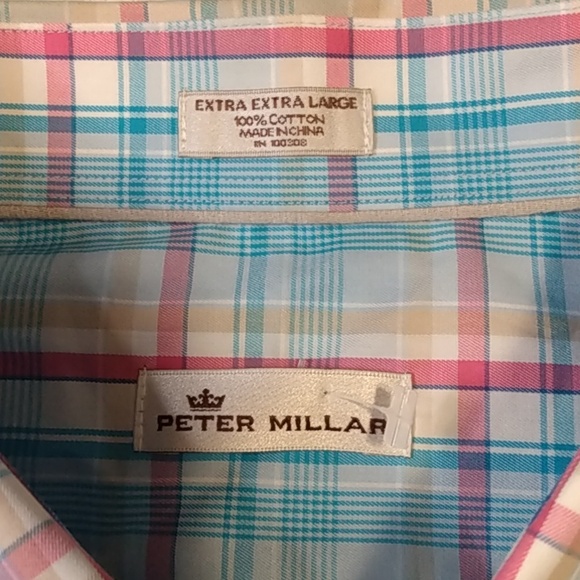 EXTRA EXTRA LARGE
100% COTTON
MADE IN CHINA
RN 100308
PETER MILLAR